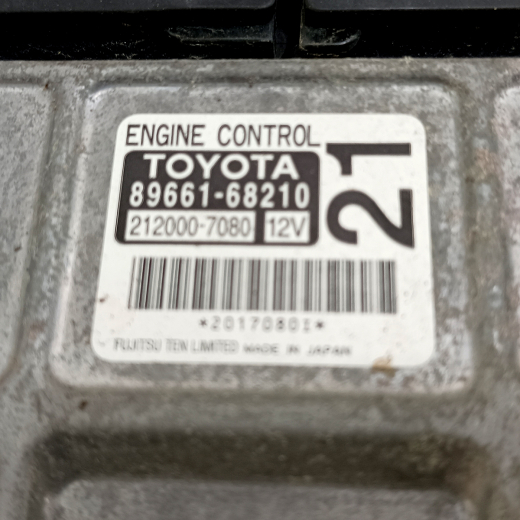 ENGINE CONTROL
TOYOTA
89661-68210
212000-7080 12V
21
*20170801*
FUJITSU TEN LIMITED MADE IN JAPAN